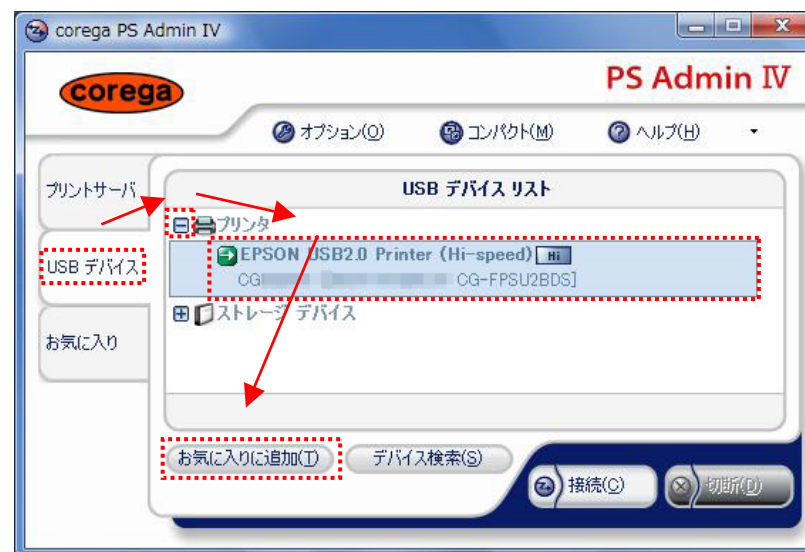 corega PS Admin IV
corega
PS Admin IV
オプション(O)
コンパクト(M)
ヘルプ(H)
プリントサーバ
USB デバイス リスト
プリンタ
EPSON USB2.0 Printer (Hi-speed) Hi
USB デバイス
CG CG-FPSU2BDS]
ストレージ デバイス
お気に入り
お気に入りに追加(T)
デバイス検索(S)
接続(C)
切断(D)